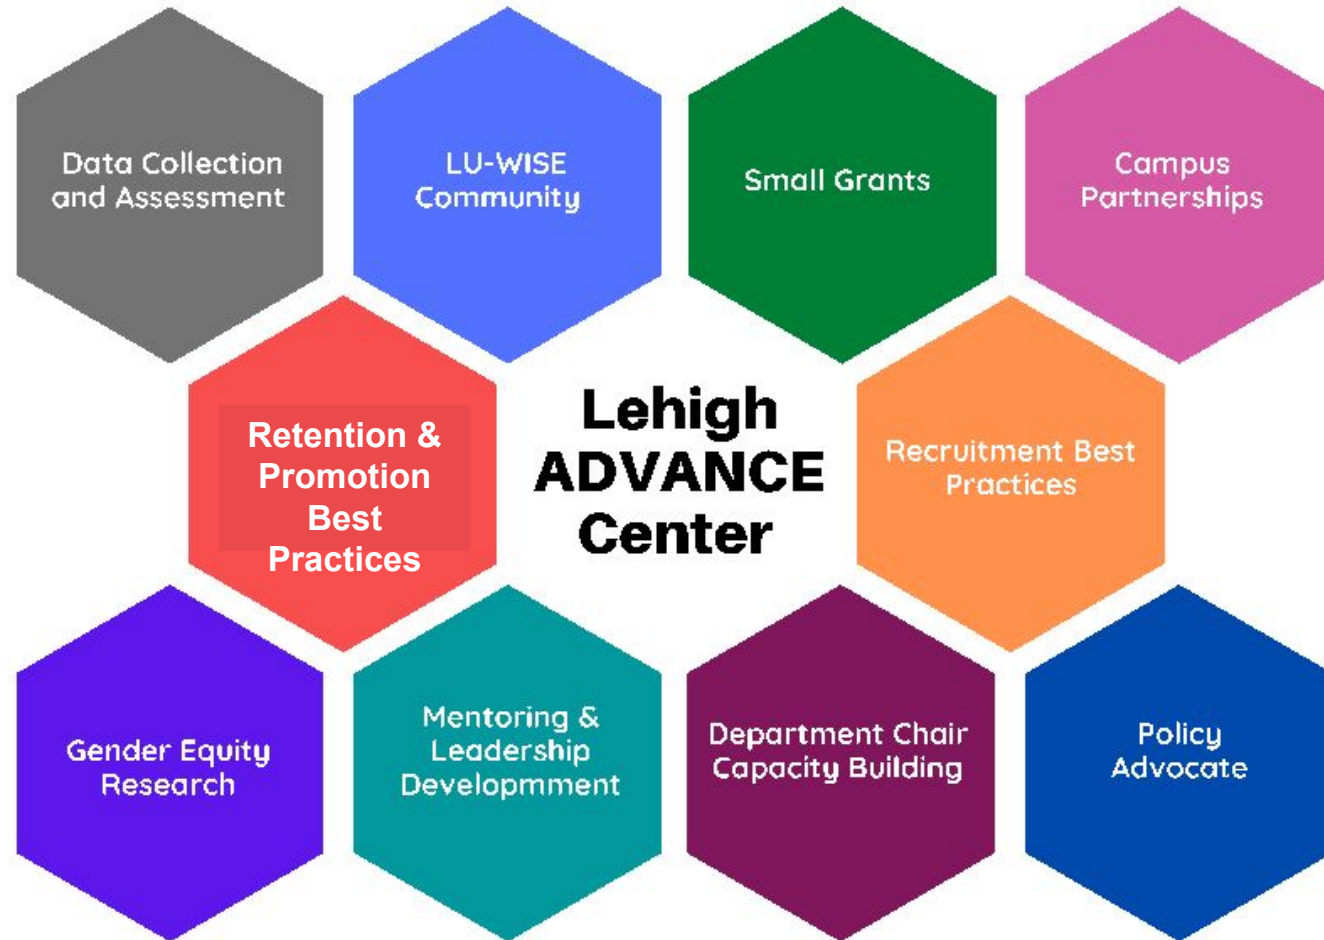 Data Collection
and Assessment
LU-WISE
Community
Small Grants
Campus
Partnerships
Retention &
Promotion
Best
Practices
Lehigh
ADVANCE
Center
Recruitment Best
Practices
Gender Equity
Research
Mentoring &
Leadership
Developmment
Department Chair
Capacity Building
Policy
Advocate